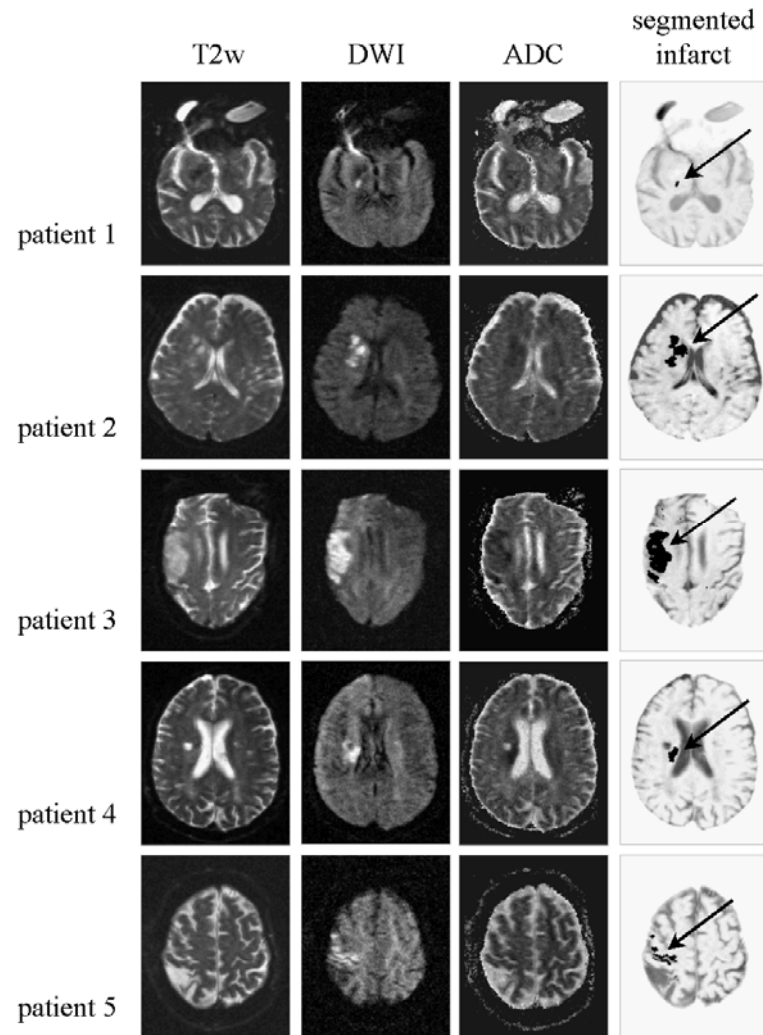 T2w DWI ADC segmented infarct
patient 1
patient 2
patient 3
patient 4
patient 5